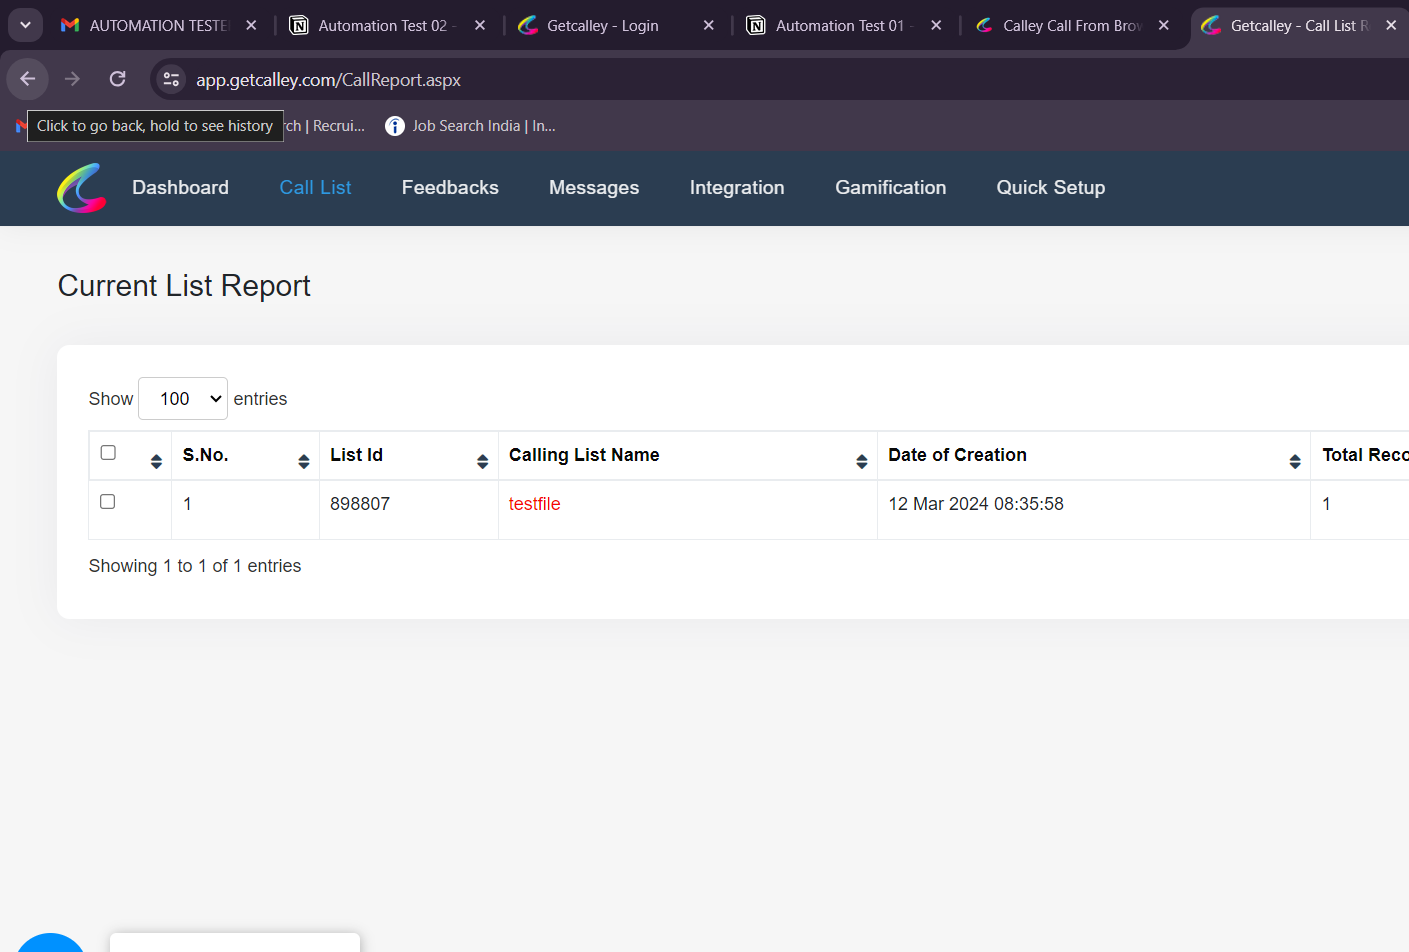 AUTOMATION TESTE
Automation Test 02 -
Getcalley - Login
Automation Test 01 -
Calley Call From Brow
Getcalley - Call List R
app.getcalley.com/CallReport.aspx
Click to go back, hold to see history
rch | Recrui...
Job Search India | In...
Dashboard
Call List
Feedbacks
Messages
Integration
Gamification
Quick Setup
Current List Report
Show 100 entries
S.No. List Id Calling List Name Date of Creation Total Reco
1 898807 testfile 12 Mar 2024 08:35:58 1
Showing 1 to 1 of 1 entries